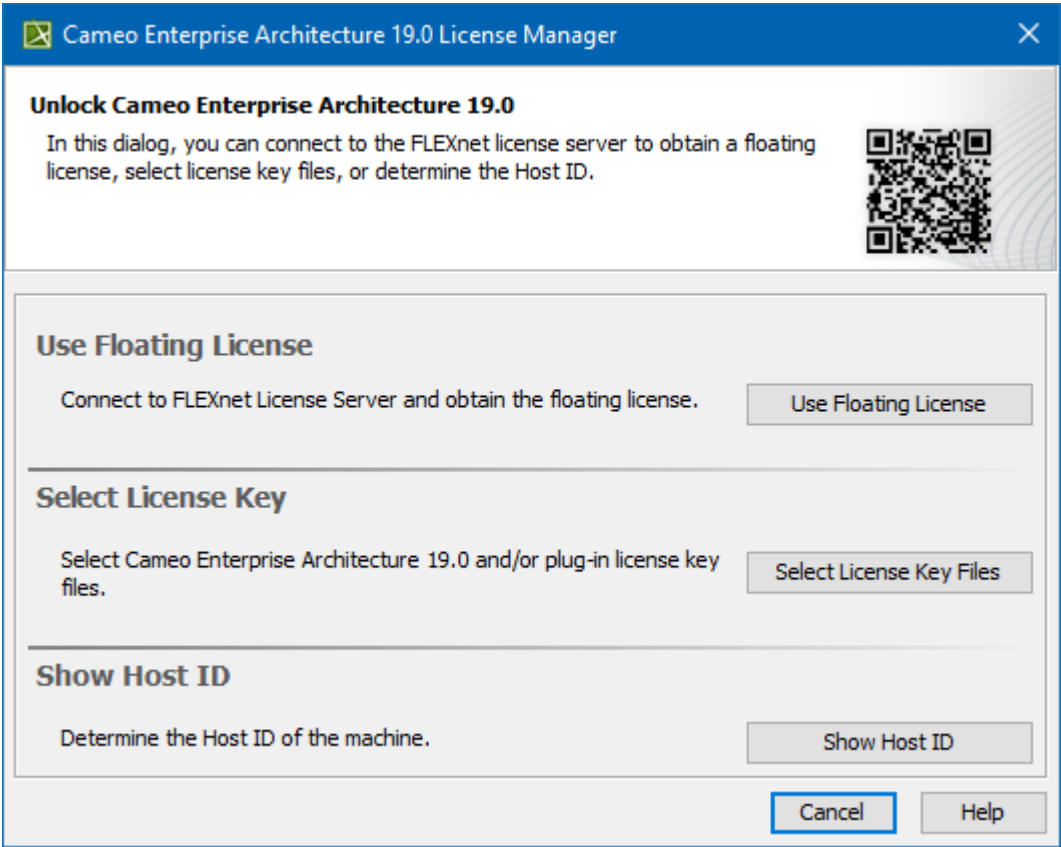 Cameo Enterprise Architecture 19.0 License Manager
Unlock Cameo Enterprise Architecture 19.0
In this dialog, you can connect to the FLEXnet license server to obtain a floating
license, select license key files, or determine the Host ID.
Use Floating License
Connect to FLEXnet License Server and obtain the floating license.
Use Floating License
Select License Key
Select Cameo Enterprise Architecture 19.0 and/or plug-in license key
files.
Select License Key Files
Show Host ID
Determine the Host ID of the machine.
Show Host ID
Cancel
Help